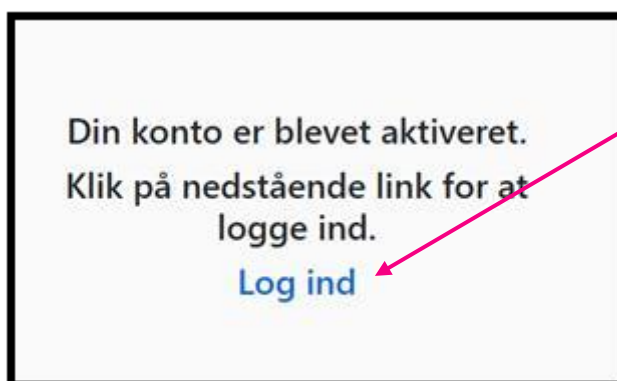 Din konto er blevet aktiveret.
Klik på nedstående link for at
logge ind.
Log ind